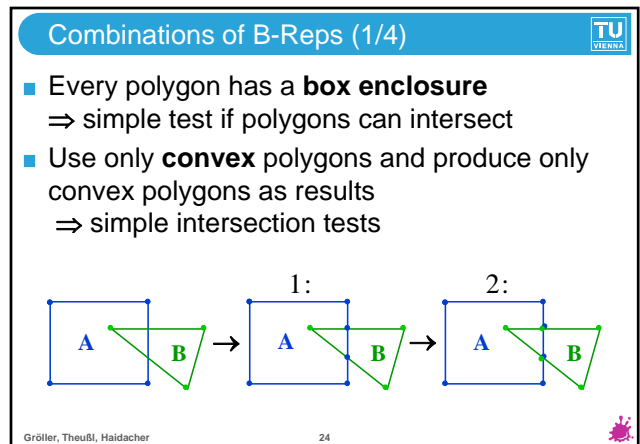 Combinations of B-Reps (1/4)
TU
VIENNA
Every polygon has a box enclosure
⇒ simple test if polygons can intersect
Use only convex polygons and produce only
convex polygons as results
⇒ simple intersection tests
1:
2:
A B → A B → A B
Gröller, Theußl, Haidacher 24